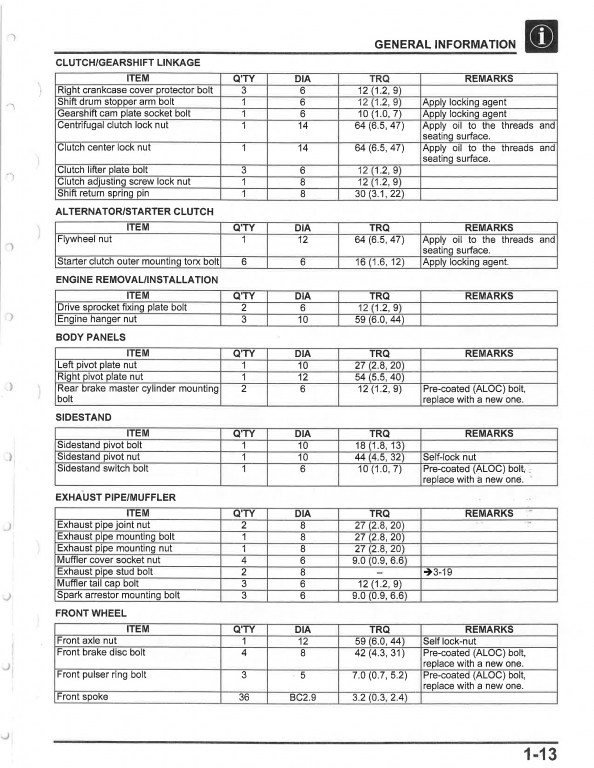 GENERAL INFORMATION
i
CLUTCH/GEARSHIFT LINKAGE
ITEM Q'TY DIA TRQ REMARKS
Right crankcase cover protector bolt 3 6 12 (1.2, 9)
Shift drum stopper arm bolt 1 6 12 (1.2, 9) Apply locking agent
Gearshift cam plate socket bolt 1 6 10 (1.0, 7) Apply locking agent
Centrifugal clutch lock nut 1 14 64 (6.5, 47) Apply oil to the threads and
seating surface.
Clutch center lock nut 1 14 64 (6.5, 47) Apply oil to the threads and
seating surface.
Clutch lifter plate bolt 3 6 12 (1.2, 9)
Clutch adjusting screw lock nut 1 8 12 (1.2, 9)
Shift return spring pin 1 8 30 (3.1, 22)
ALTERNATOR/STARTER CLUTCH
ITEM Q'TY DIA TRQ REMARKS
Flywheel nut 1 12 64 (6.5, 47) Apply oil to the threads and
seating surface.
Starter clutch outer mounting torx bolt 6 6 16 (1.6, 12) Apply locking agent.
ENGINE REMOVAL/INSTALLATION
ITEM Q'TY DIA TRQ REMARKS
Drive sprocket fixing plate bolt 2 6 12 (1.2, 9)
Engine hanger nut 3 10 59 (6.0, 44)
BODY PANELS
ITEM Q'TY DIA TRQ REMARKS
Left pivot plate nut 1 10 27 (2.8, 20)
Right pivot plate nut 1 12 54 (5.5, 40)
Rear brake master cylinder mounting 2 6 12 (1.2, 9) Pre-coated (ALOC) bolt,
bolt replace with a new one.
SIDESTAND
ITEM Q'TY DIA TRQ REMARKS
Sidestand pivot bolt 1 10 18 (1.8, 13)
Sidestand pivot nut 1 10 44 (4.5, 32) Self-lock nut
Sidestand switch bolt 1 6 10 (1.0, 7) Pre-coated (ALOC) bolt,
replace with a new one.
EXHAUST PIPE/MUFFLER
ITEM Q'TY DIA TRQ REMARKS
Exhaust pipe joint nut 2 8 27 (2.8, 20)
Exhaust pipe mounting bolt 1 8 27 (2.8, 20)
Exhaust pipe mounting nut 1 8 27 (2.8, 20)
Muffler cover socket nut 4 6 9.0 (0.9, 6.6)
Exhaust pipe stud bolt 2 8 – ➔3-19
Muffler tail cap bolt 3 6 12 (1.2, 9)
Spark arrestor mounting bolt 3 6 9.0 (0.9, 6.6)
FRONT WHEEL
ITEM Q'TY DIA TRQ REMARKS
Front axle nut 1 12 59 (6.0, 44) Self lock-nut
Front brake disc bolt 4 8 42 (4.3, 31) Pre-coated (ALOC) bolt,
replace with a new one.
Front pulser ring bolt 3 5 7.0 (0.7, 5.2) Pre-coated (ALOC) bolt,
replace with a new one.
Front spoke 36 BC2.9 3.2 (0.3, 2.4)
1-13